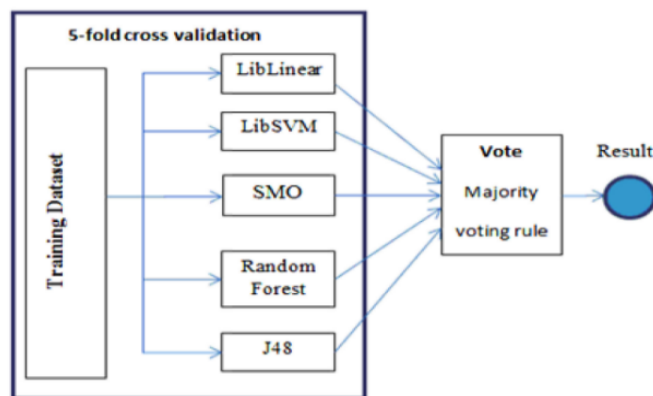 5-fold cross validation
Training Dataset
LibLinear
LibSVM
SMO
Random
Forest
J48
Vote
Majority
voting rule
Result